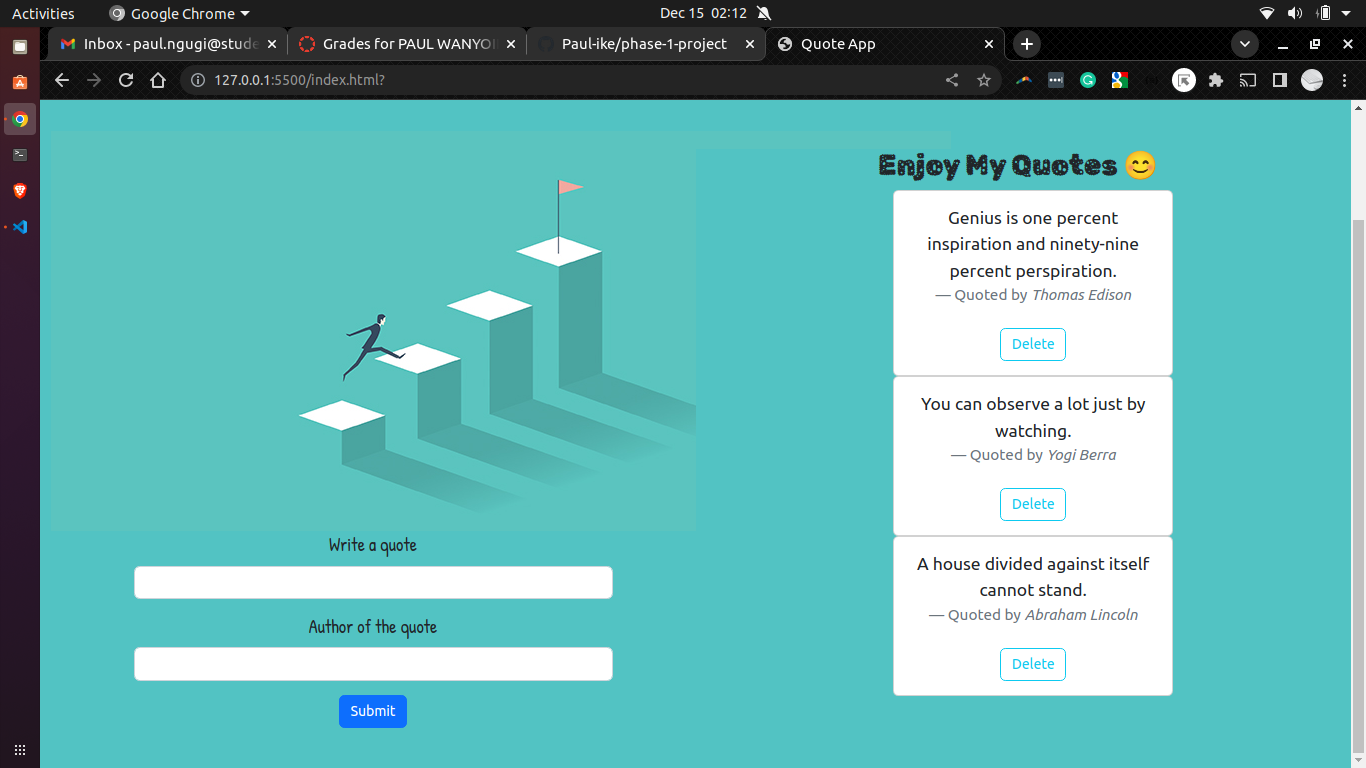 Activities
Google Chrome
Dec 15 02:12
Inbox - paul.ngugi@stude
Grades for PAUL WANYOI
Paul-ike/phase-1-project
Quote App
127.0.0.1:5500/index.html?
Enjoy My Quotes 😊
Genius is one percent
inspiration and ninety-nine
percent perspiration.
— Quoted by Thomas Edison
Delete
You can observe a lot just by
watching.
— Quoted by Yogi Berra
Delete
A house divided against itself
cannot stand.
— Quoted by Abraham Lincoln
Delete
Write a quote
Author of the quote
Submit